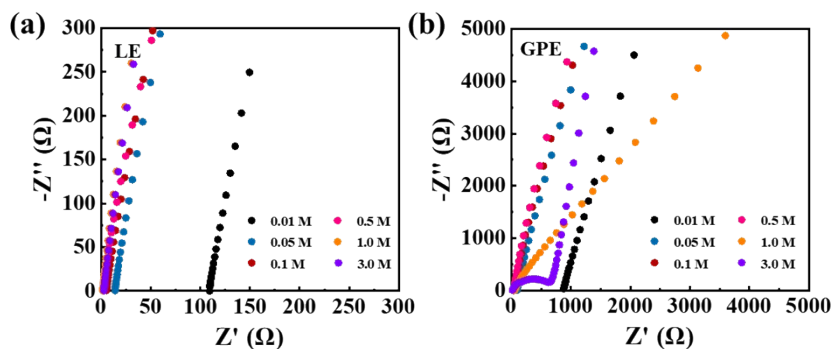 (a)
LE
-Z'' (Ω)
300
250
200
150
100
50
0
0.01 M 0.5 M
0.05 M 1.0 M
0.1 M 3.0 M
0 50 100 150 200 250 300
Z' (Ω)
(b)
GPE
-Z'' (Ω)
5000
4000
3000
2000
1000
0
0.01 M 0.5 M
0.05 M 1.0 M
0.1 M 3.0 M
0 1000 2000 3000 4000 5000
Z' (Ω)